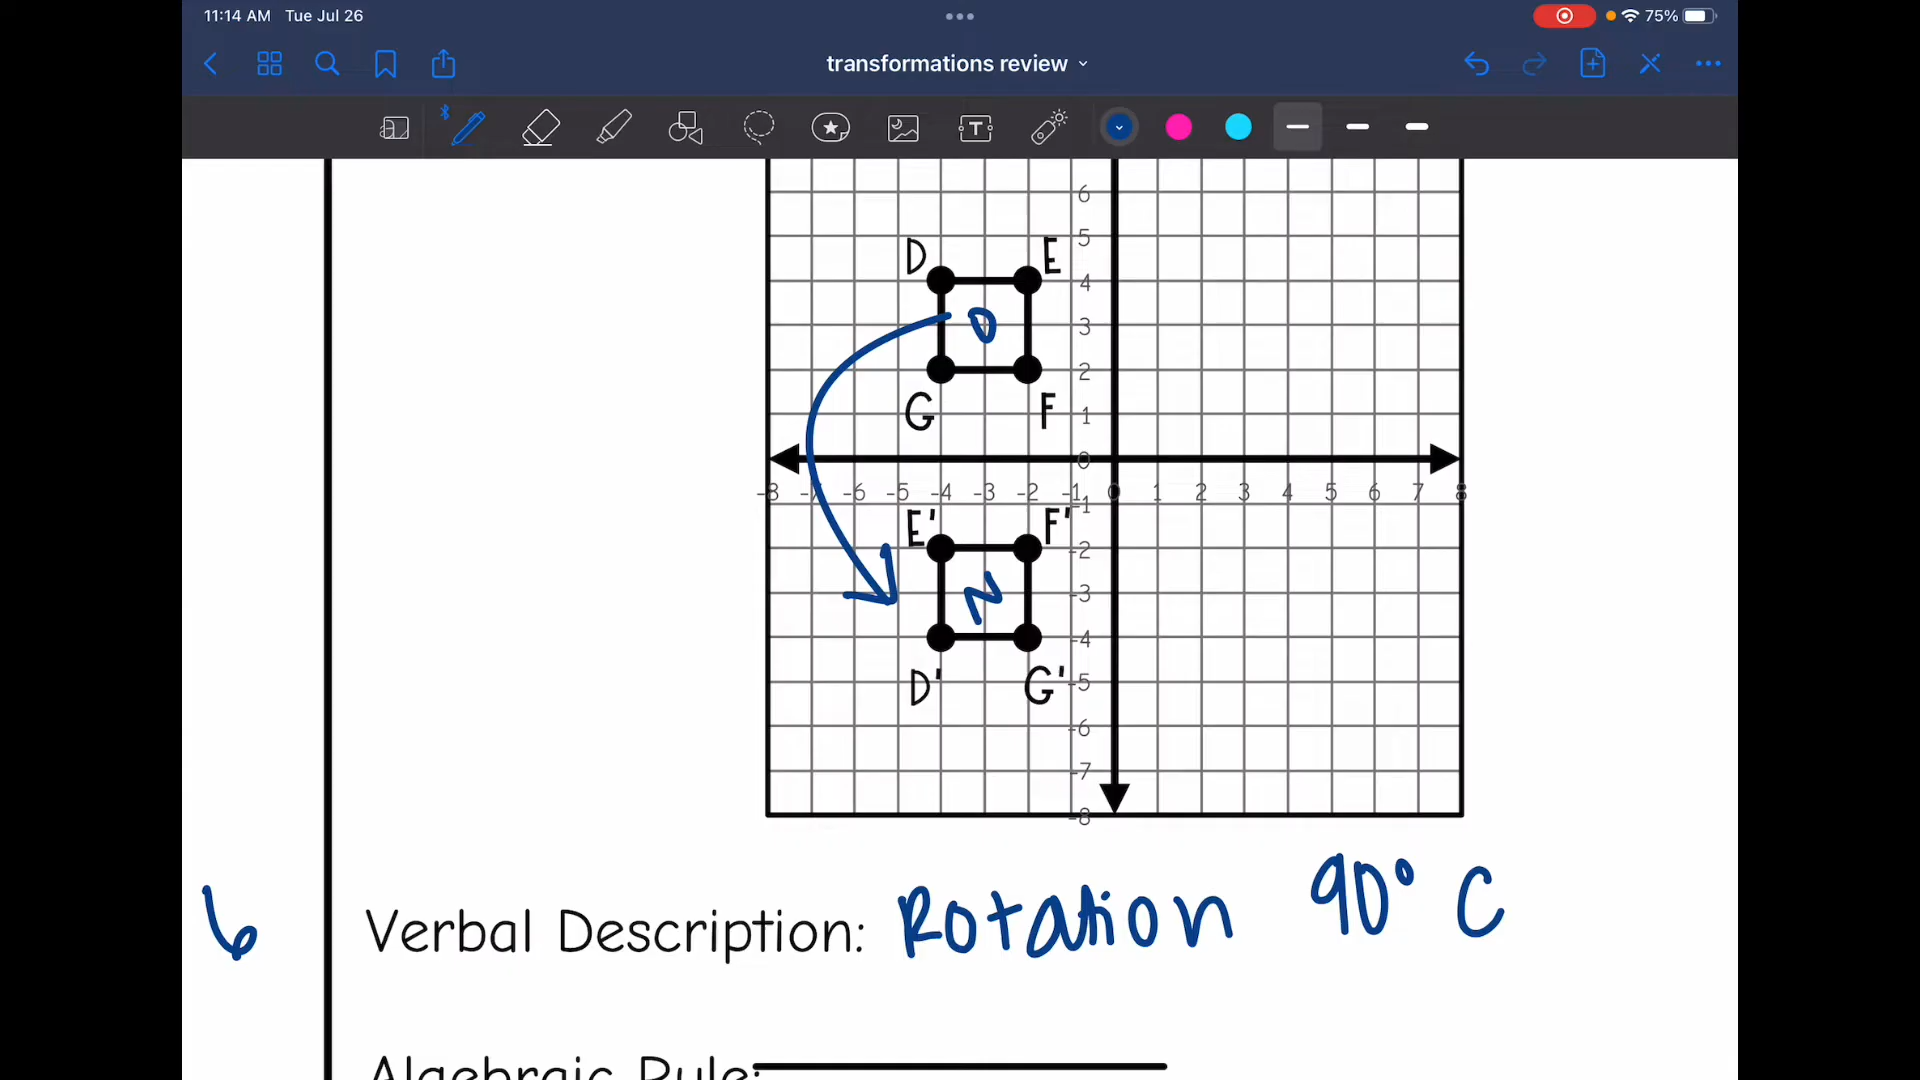 11:14 AM Tue Jul 26
75%
transformations review
T
6
5
D E
4
O 3
2
G F
1
0
-8 -7 -6 -5 -4 -3 -2 -1 0 1 2 3 4 5 6 7 8
-1
E' F'
-2
N -3
-4
D' G' -5
-6
-7
-8
6 Verbal Description: Rotation 90° C
Algebraic Rule: